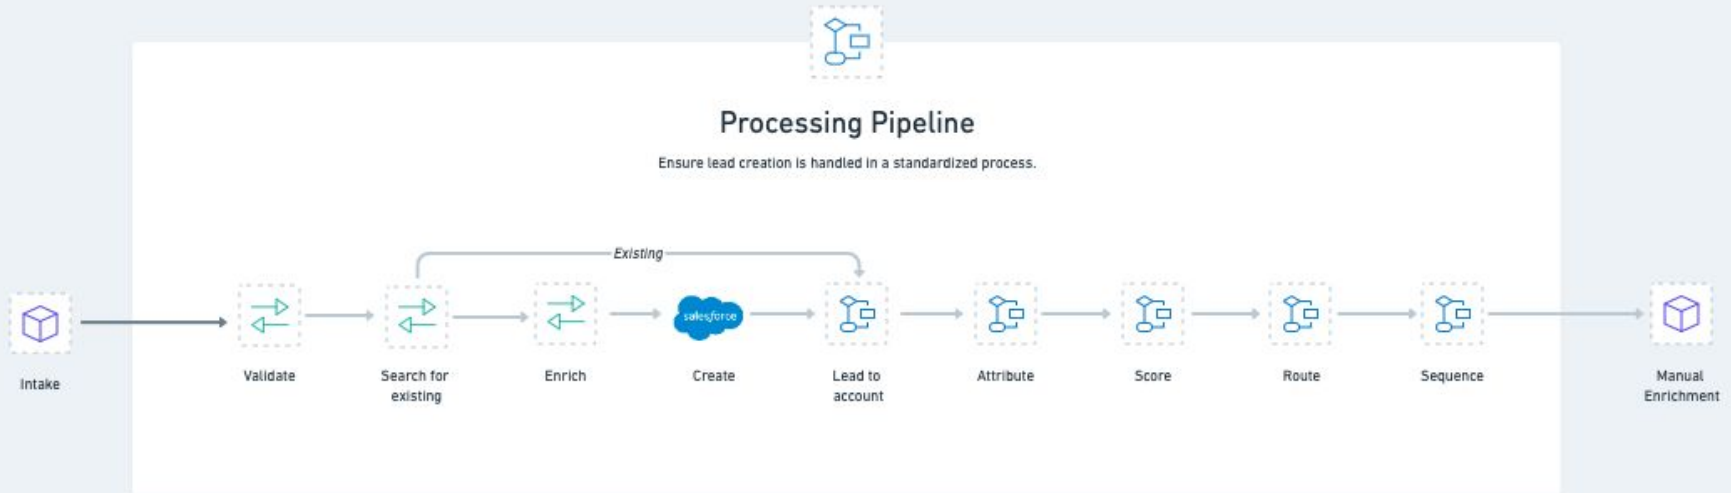 Processing Pipeline
Ensure lead creation is handled in a standardized process.
Existing
salesforce
Intake
Validate
Search for
existing
Enrich
Create
Lead to
account
Attribute
Score
Route
Sequence
Manual
Enrichment